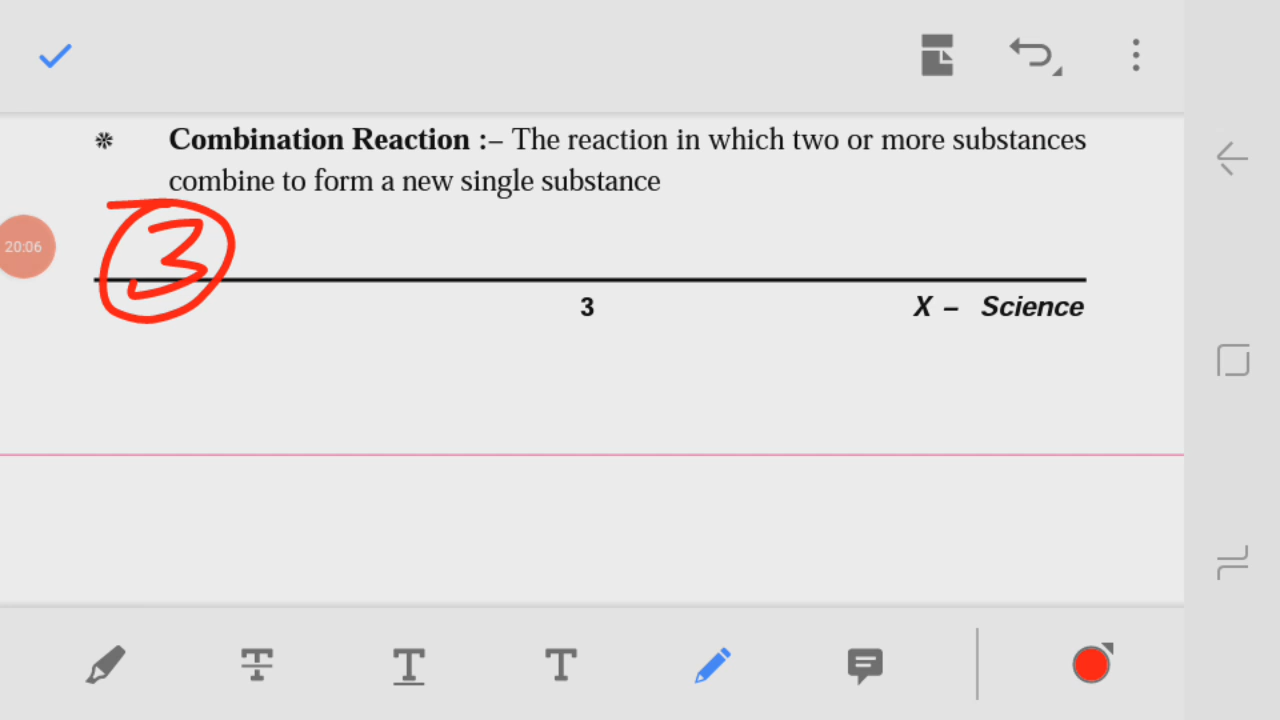 * Combination Reaction :– The reaction in which two or more substances
combine to form a new single substance
3
20:06
3 X – Science